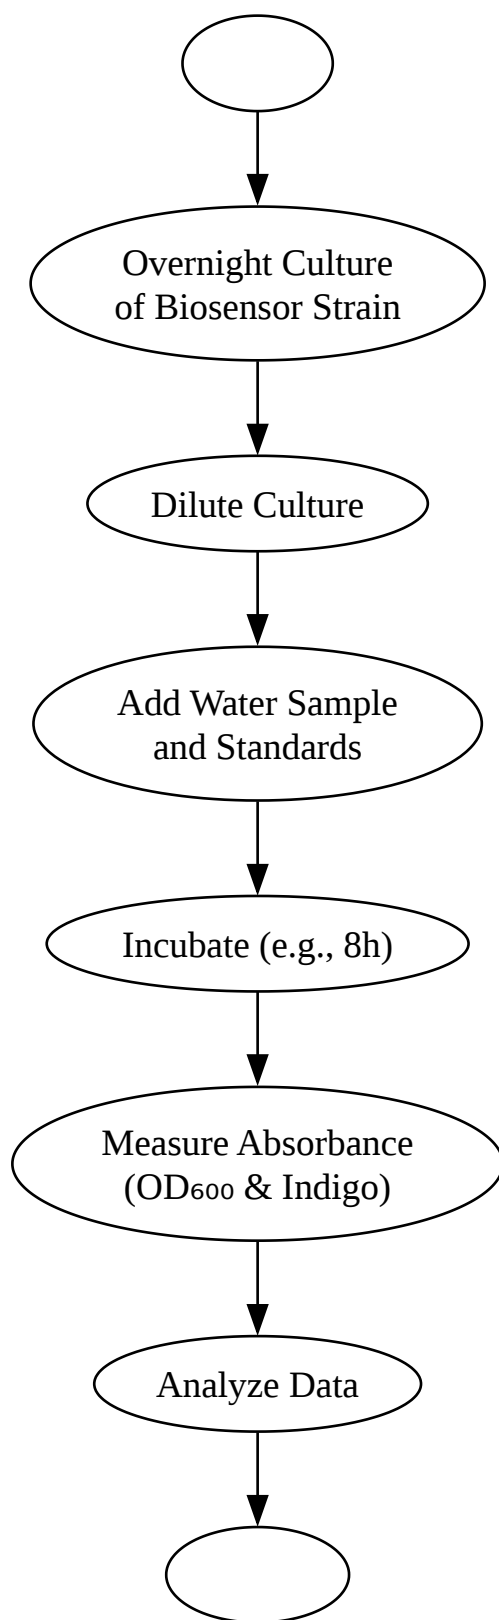 Overnight Culture
of Biosensor Strain
Dilute Culture
Add Water Sample
and Standards
Incubate (e.g., 8h)
Measure Absorbance
(OD₆₀₀ & Indigo)
Analyze Data